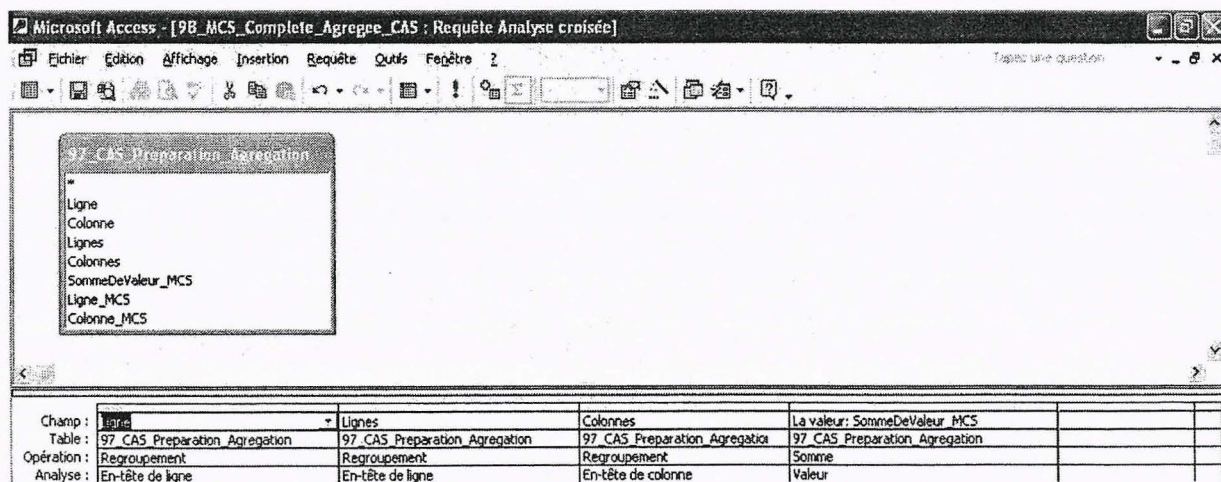 Microsoft Access - [9B_MCS_Complete_Agregee_CAS : Requête Analyse croisée]
Fichier Edition Affichage Insertion Requête Outils Fenêtre ? Tapez une question
97_CAS_Preparation_Agregation
*
Ligne
Colonne
Lignes
Colonnes
SommeDeValeur_MCS
Ligne_MCS
Colonne_MCS
Champ : Ligne Lignes Colonnes La valeur: SommeDeValeur_MCS
Table : 97_CAS_Preparation_Agregation 97_CAS_Preparation_Agregation 97_CAS_Preparation_Agregatio 97_CAS_Preparation_Agregation
Opération : Regroupement Regroupement Regroupement Somme
Analyse : En-tête de ligne En-tête de ligne En-tête de colonne Valeur